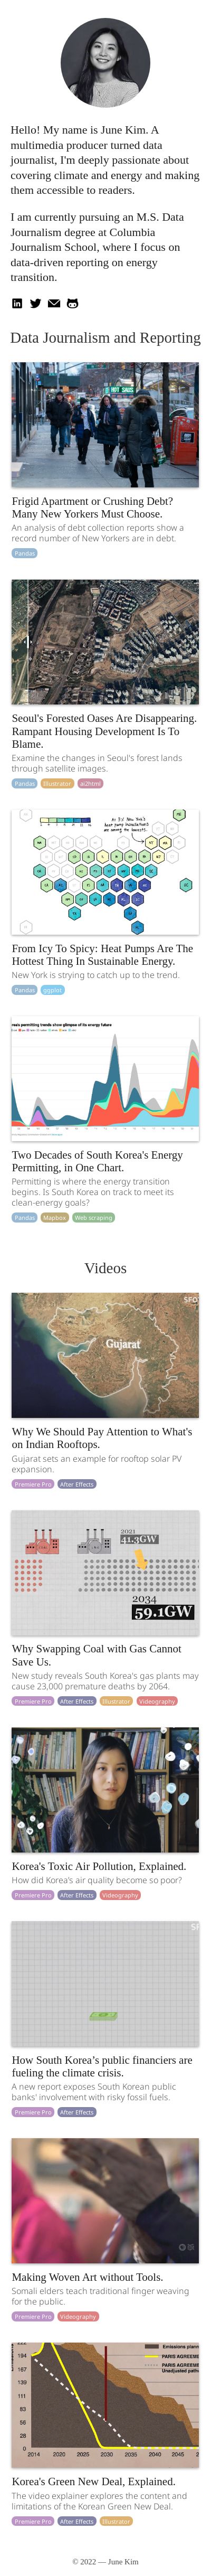 Hello! My name is June Kim. A
multimedia producer turned data
journalist, I'm deeply passionate about
covering climate and energy and making
them accessible to readers.
I am currently pursuing an M.S. Data
Journalism degree at Columbia
Journalism School, where I focus on
data-driven reporting on energy
transition.
Data Journalism and Reporting
Frigid Apartment or Crushing Debt?
Many New Yorkers Must Choose.
An analysis of debt collection reports show a
record number of New Yorkers are in debt.
Pandas
Seoul's Forested Oases Are Disappearing.
Rampant Housing Development Is To
Blame.
Examine the changes in Seoul's forest lands
through satellite images.
Pandas Illustrator ai2html
From Icy To Spicy: Heat Pumps Are The
Hottest Thing In Sustainable Energy.
New York is strying to catch up to the trend.
Pandas ggplot
Two Decades of South Korea's Energy
Permitting, in One Chart.
Permitting is where the energy transition
begins. Is South Korea on track to meet its
clean-energy goals?
Pandas Mapbox Web scraping
Videos
Gujarat
Why We Should Pay Attention to What's
on Indian Rooftops.
Gujarat sets an example for rooftop solar PV
expansion.
Premiere Pro After Effects
2021
41.3GW
2034
59.1GW
Why Swapping Coal with Gas Cannot
Save Us.
New study reveals South Korea's gas plants may
cause 23,000 premature deaths by 2064.
Premiere Pro After Effects Illustrator Videography
Korea's Toxic Air Pollution, Explained.
How did Korea's air quality become so poor?
Premiere Pro After Effects Videography
How South Korea’s public financiers are
fueling the climate crisis.
A new report exposes South Korean public
banks' involvement with risky fossil fuels.
Premiere Pro After Effects
Making Woven Art without Tools.
Somali elders teach traditional finger weaving
for the public.
Premiere Pro Videography
194
167
139
111
83
56
28
0
2014 2020 2025 2030 2035 2040 2045
Emissions plann
PARIS AGREEME
PARIS AGREEME
Unadjusted path
Korea's Green New Deal, Explained.
The video explainer explores the content and
limitations of the Korean Green New Deal.
Premiere Pro After Effects Illustrator
© 2022 — June Kim